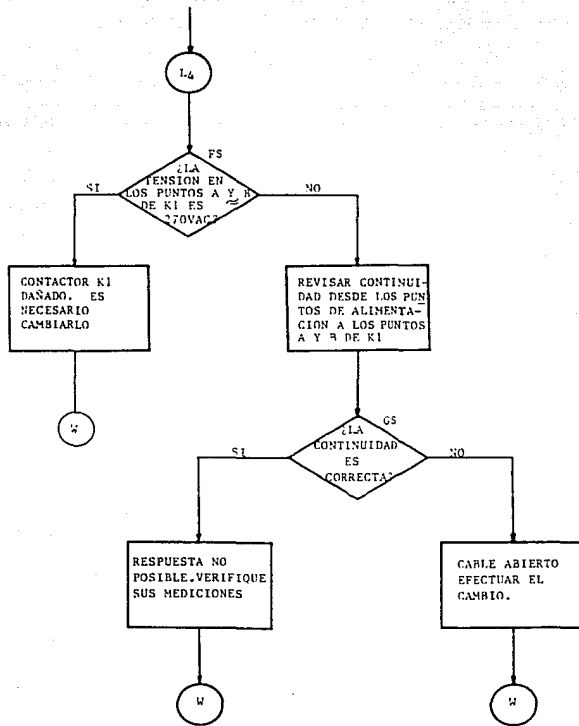 L4
FS
¿LA
TENSION EN
LOS PUNTOS A Y B
DE K1 ES
SI
NO
CONTACTOR K1
DAÑADO. ES
NECESARIO
CAMBIARLO
REVISAR CONTINUI-
DAD DESDE LOS PUN
TOS DE ALIMENTA-
CION A LOS PUNTOS
A Y B DE K1
W
GS
¿LA
CONTINUIDAD
ES
CORRECTA?
SI
NO
RESPUESTA NO
POSIBLE.VERIFIQUE
SUS MEDICIONES
CABLE ABIERTO
EFECTUAR EL
CAMBIO.
W
W